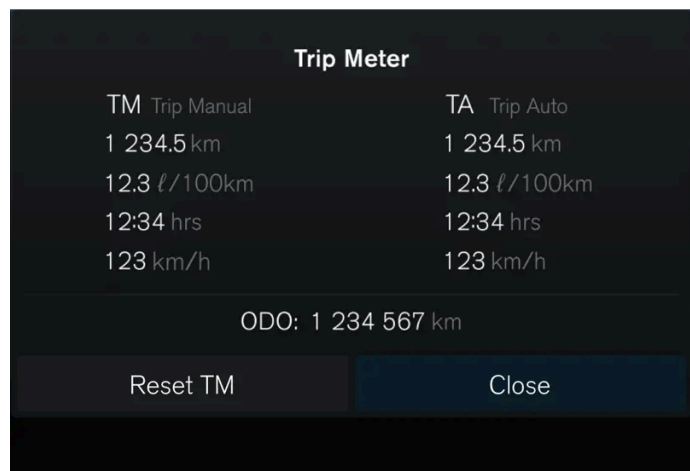 Trip Meter
TM Trip Manual
1 234.5 km
12.3 ℓ/100km
12:34 hrs
123 km/h
TA Trip Auto
1 234.5 km
12.3 ℓ/100km
12:34 hrs
123 km/h
ODO: 1 234 567 km
Reset TM
Close